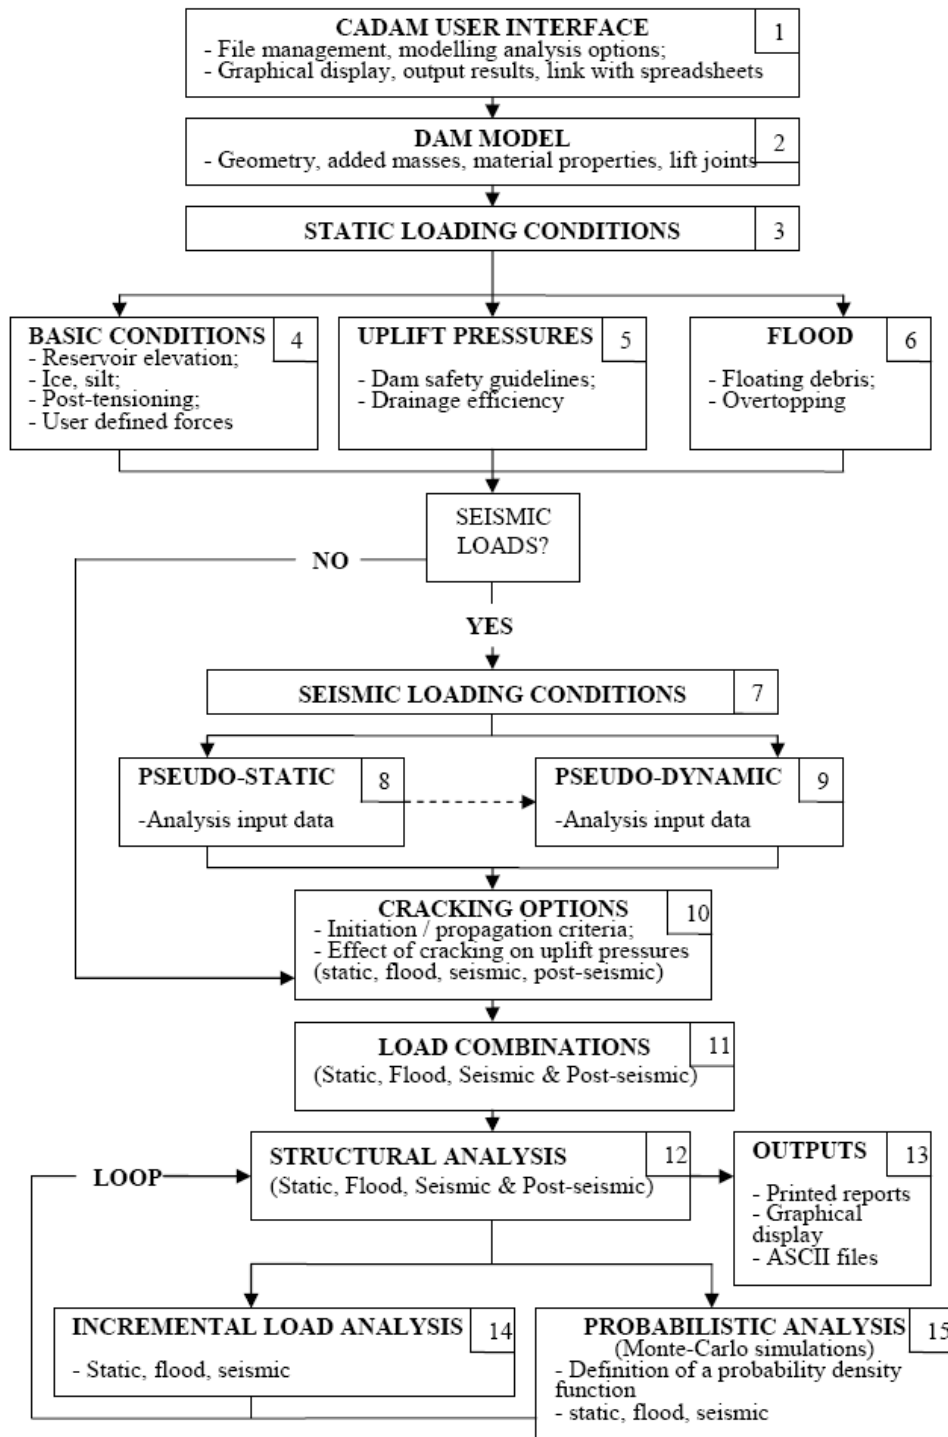 CADAM USER INTERFACE
1
- File management, modelling analysis options;
- Graphical display, output results, link with spreadsheets
DAM MODEL
2
- Geometry, added masses, material properties, lift joints
STATIC LOADING CONDITIONS
3
BASIC CONDITIONS
4
- Reservoir elevation;
- Ice, silt;
- Post-tensioning;
- User defined forces
UPLIFT PRESSURES
5
- Dam safety guidelines;
- Drainage efficiency
FLOOD
6
- Floating debris;
- Overtopping
SEISMIC
LOADS?
NO
YES
SEISMIC LOADING CONDITIONS
7
PSEUDO-STATIC
8
-Analysis input data
PSEUDO-DYNAMIC
9
-Analysis input data
CRACKING OPTIONS
10
- Initiation / propagation criteria;
- Effect of cracking on uplift pressures
(static, flood, seismic, post-seismic)
LOAD COMBINATIONS
11
(Static, Flood, Seismic & Post-seismic)
LOOP
STRUCTURAL ANALYSIS
12
(Static, Flood, Seismic & Post-seismic)
OUTPUTS
13
- Printed reports
- Graphical
display
- ASCII files
INCREMENTAL LOAD ANALYSIS
14
- Static, flood, seismic
PROBABILISTIC ANALYSIS
15
(Monte-Carlo simulations)
- Definition of a probability density
function
- static, flood, seismic